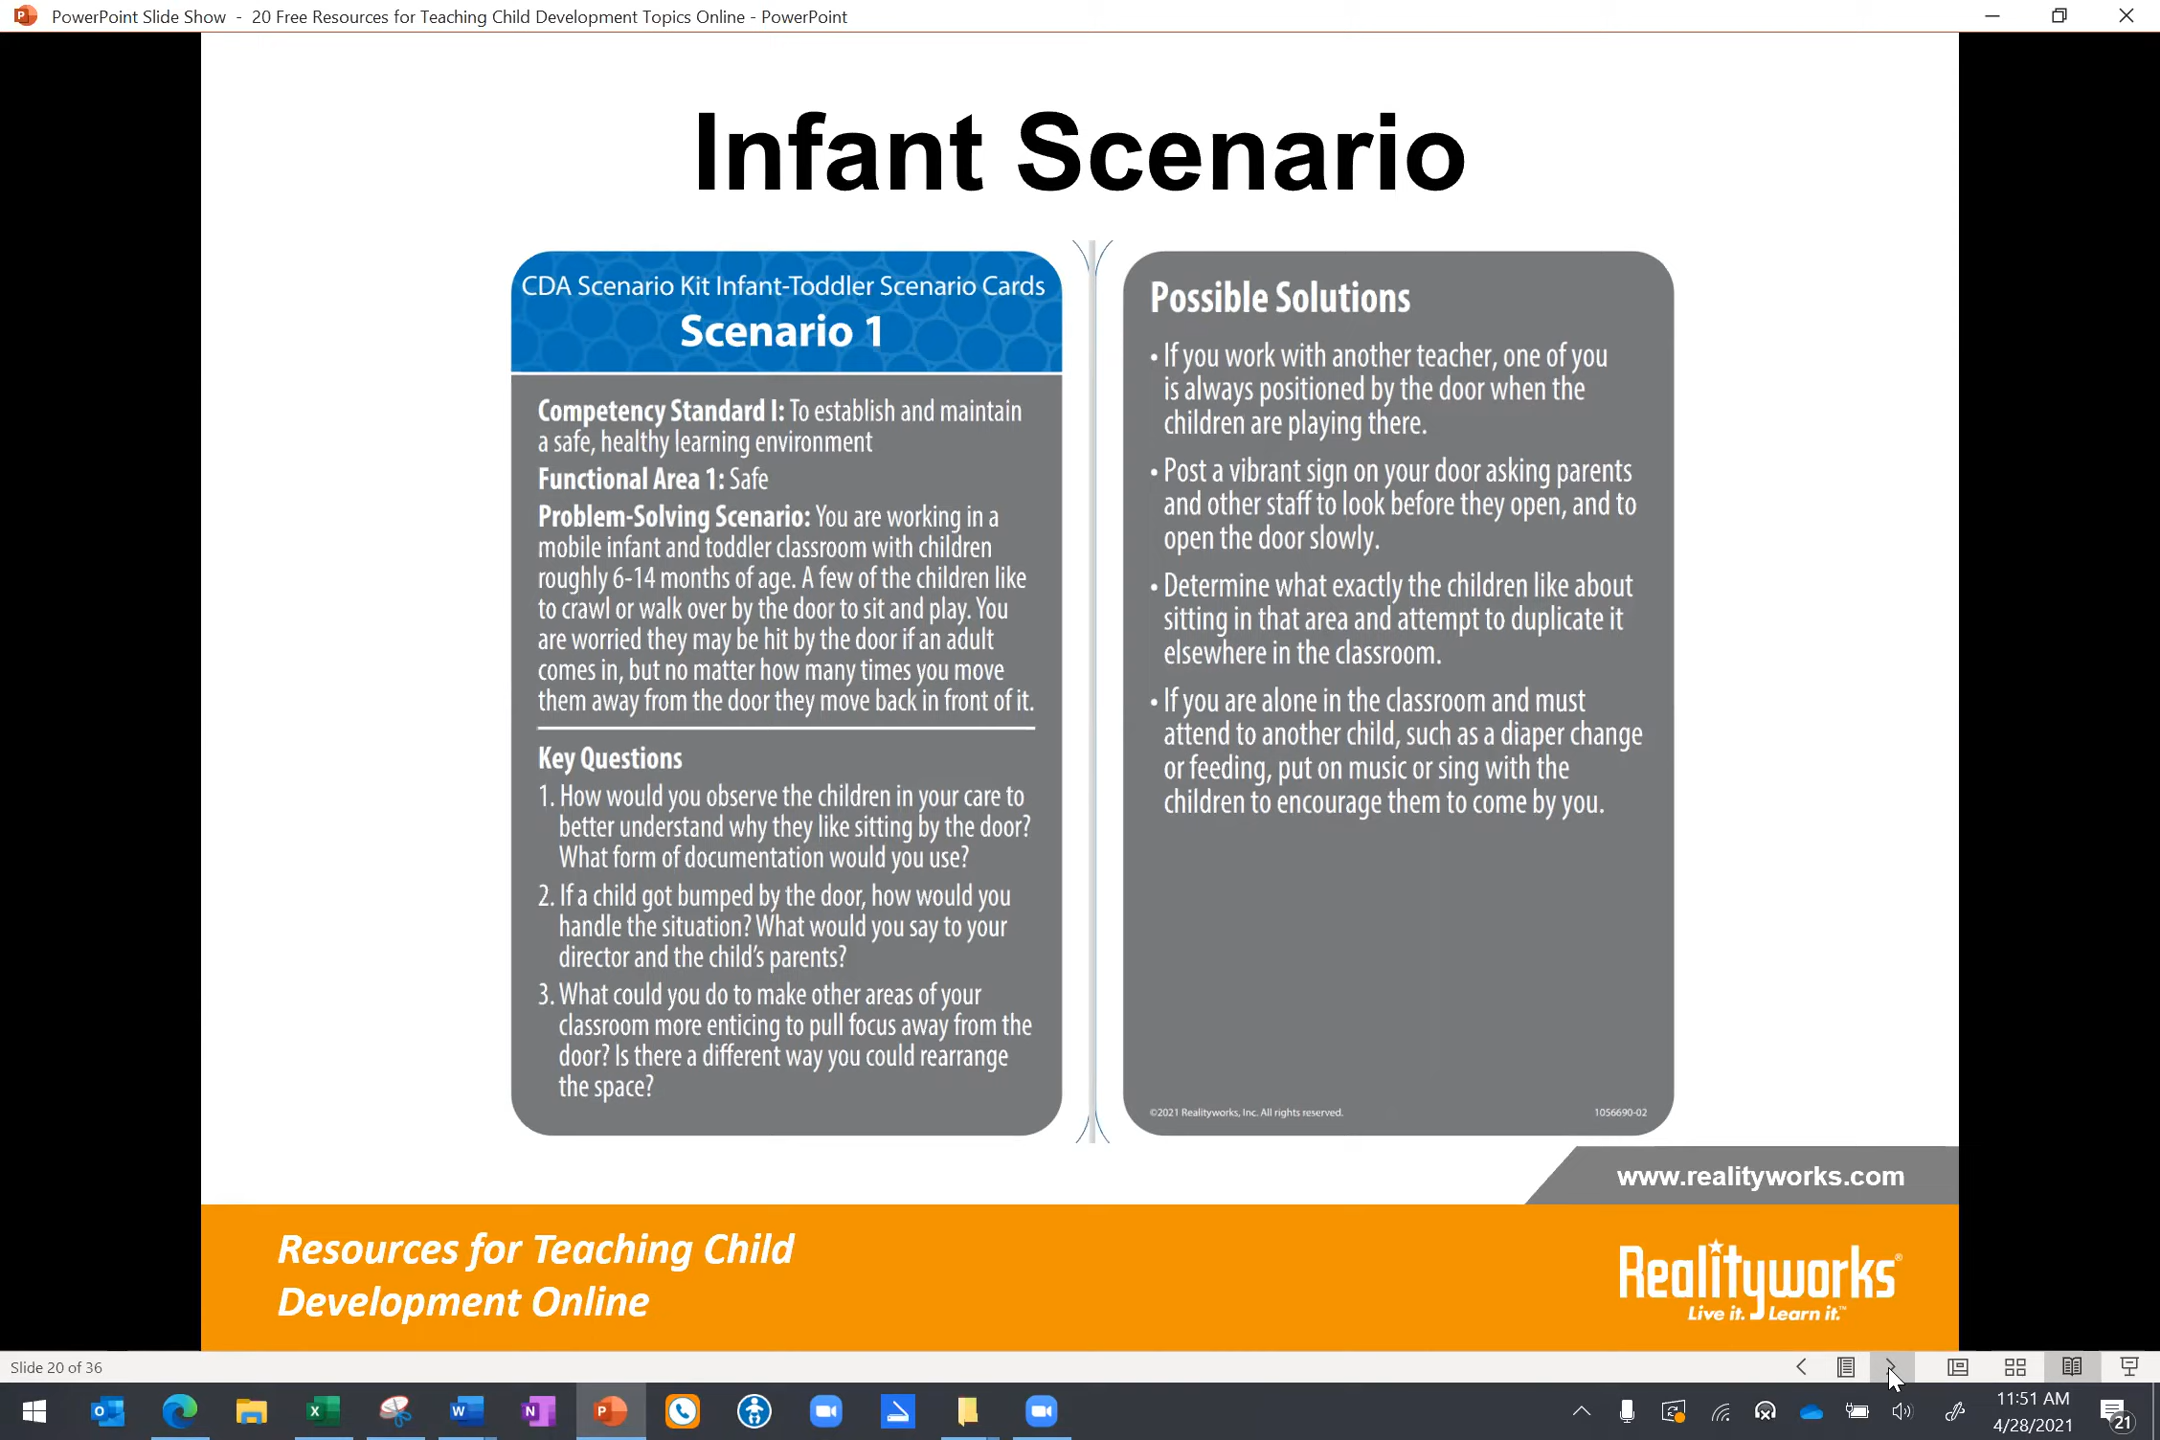 PowerPoint Slide Show - 20 Free Resources for Teaching Child Development Topics Online - PowerPoint
Infant Scenario
CDA Scenario Kit Infant-Toddler Scenario Cards
Scenario 1
Competency Standard I: To establish and maintain
a safe, healthy learning environment
Functional Area 1: Safe
Problem-Solving Scenario: You are working in a
mobile infant and toddler classroom with children
roughly 6-14 months of age. A few of the children like
to crawl or walk over by the door to sit and play. You
are worried they may be hit by the door if an adult
comes in, but no matter how many times you move
them away from the door they move back in front of it.
Key Questions
1. How would you observe the children in your care to
better understand why they like sitting by the door?
What form of documentation would you use?
2. If a child got bumped by the door, how would you
handle the situation? What would you say to your
director and the child's parents?
3. What could you do to make other areas of your
classroom more enticing to pull focus away from the
door? Is there a different way you could rearrange
the space?
Possible Solutions
• If you work with another teacher, one of you
is always positioned by the door when the
children are playing there.
• Post a vibrant sign on your door asking parents
and other staff to look before they open, and to
open the door slowly.
• Determine what exactly the children like about
sitting in that area and attempt to duplicate it
elsewhere in the classroom.
• If you are alone in the classroom and must
attend to another child, such as a diaper change
or feeding, put on music or sing with the
children to encourage them to come by you.
©2021 Realityworks, Inc. All rights reserved. 1056690-02
www.realityworks.com
Resources for Teaching Child
Development Online
Realityworks®
Live it. Learn it.™
Slide 20 of 36
11:51 AM
4/28/2021
21